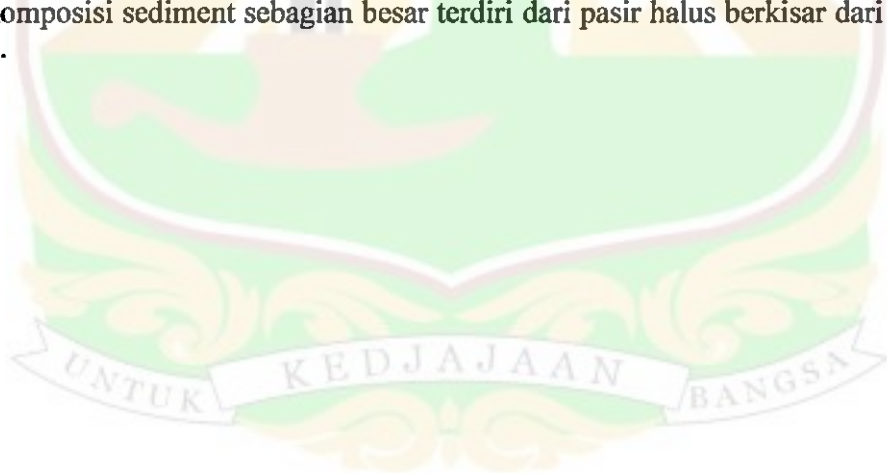 omposisi sediment sebagian besar terdiri dari pasir halus berkisar dari
.
UNTUK KEDJAJAAN BANGSA